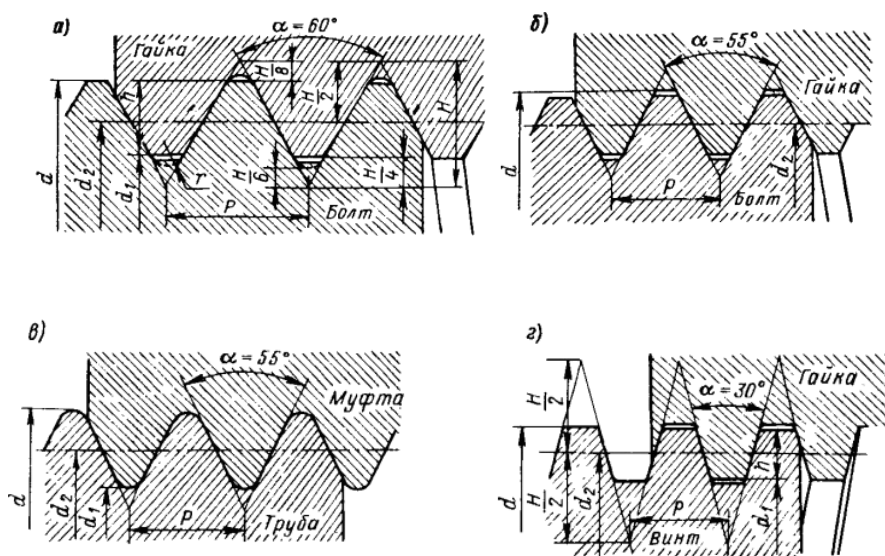 а)
α = 60°
Гайка
H/8
H/2
H
h
d
d₂
d₁
r
H/6
H/4
P
Болт
б)
α = 55°
Гайка
d
d₂
P
Болт
в)
α = 55°
Муфта
d
d₂
d₁
P
Труба
г)
H/2
α = 30°
Гайка
d
H/2
d₂
h
P
d₁
Винт